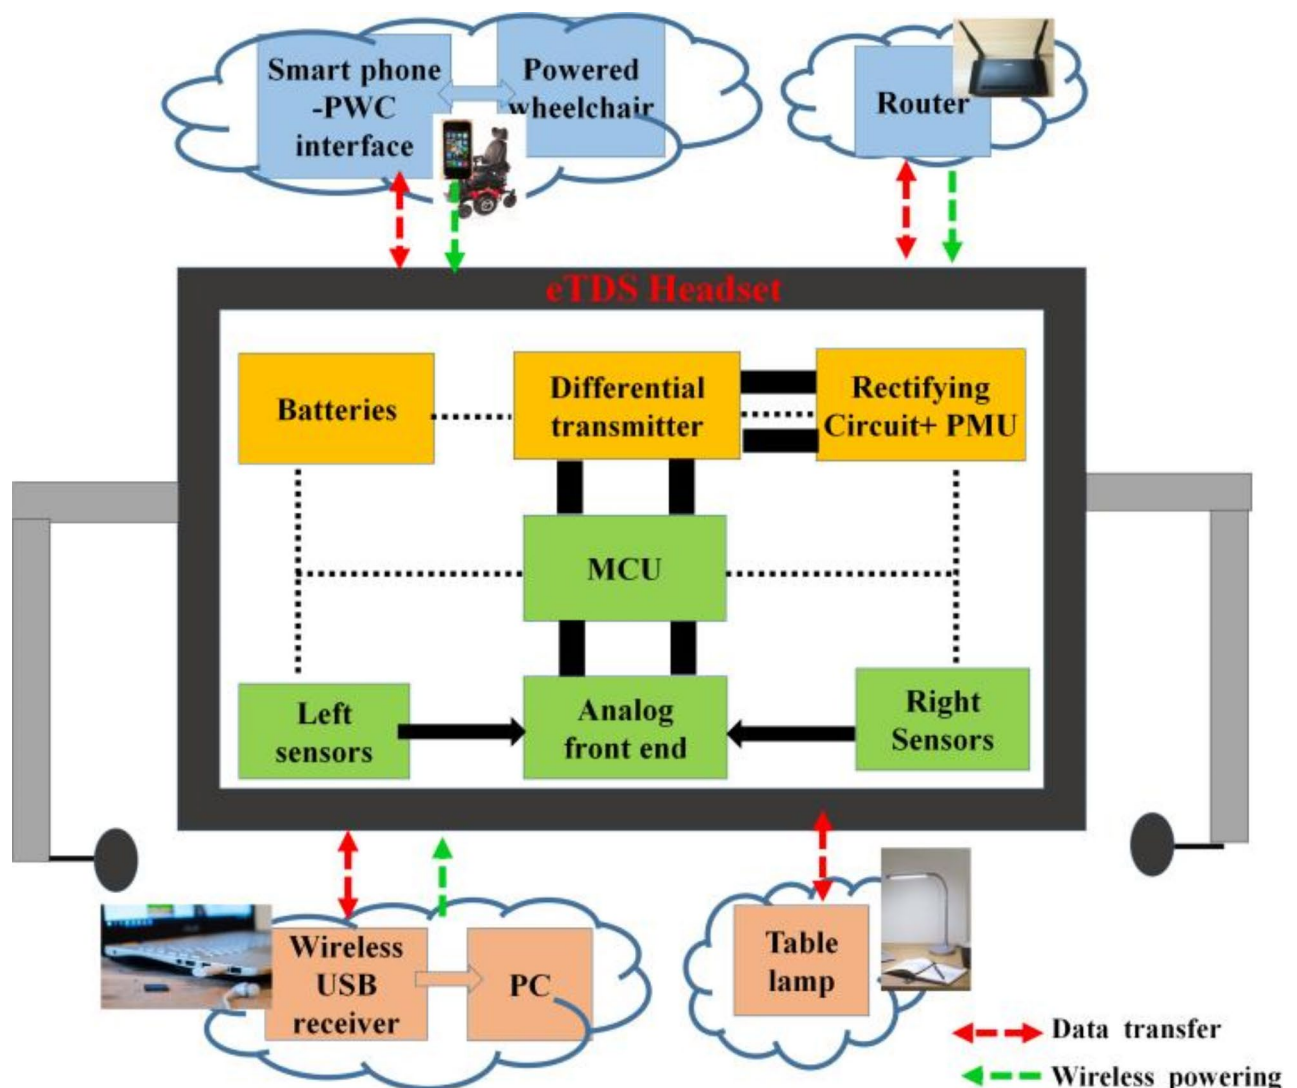 Smart phone
-PWC
interface
Powered
wheelchair
Router
eTDS Headset
Batteries
Differential
transmitter
Rectifying
Circuit+ PMU
MCU
Left
sensors
Analog
front end
Right
Sensors
Wireless
USB
receiver
PC
Table
lamp
Data transfer
Wireless powering